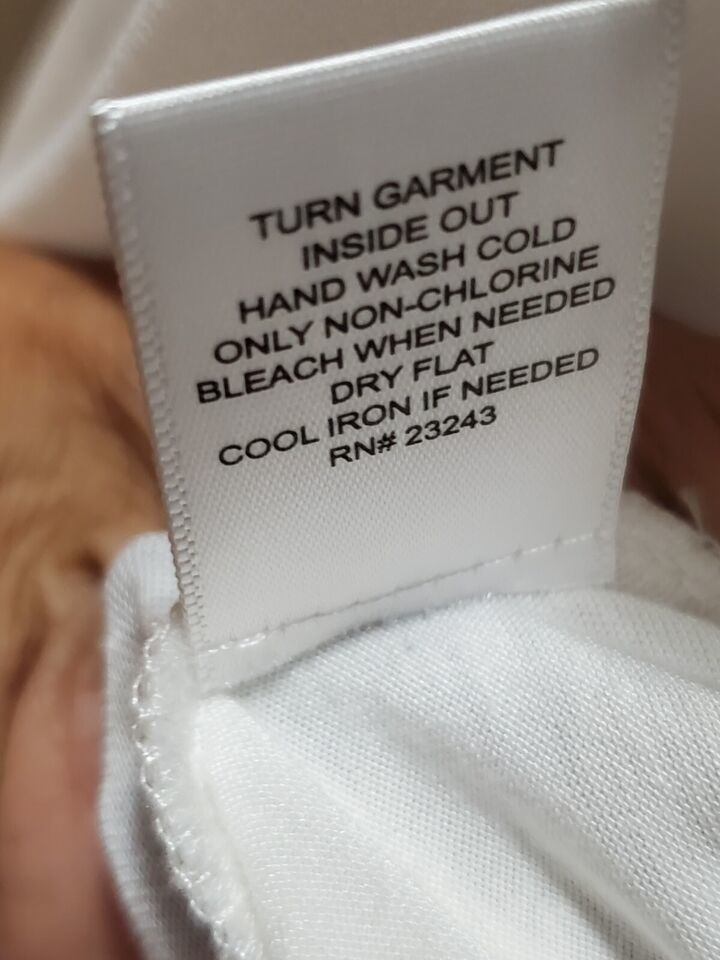 TURN GARMENT
INSIDE OUT
HAND WASH COLD
ONLY NON-CHLORINE
BLEACH WHEN NEEDED
DRY FLAT
COOL IRON IF NEEDED
RN# 23243